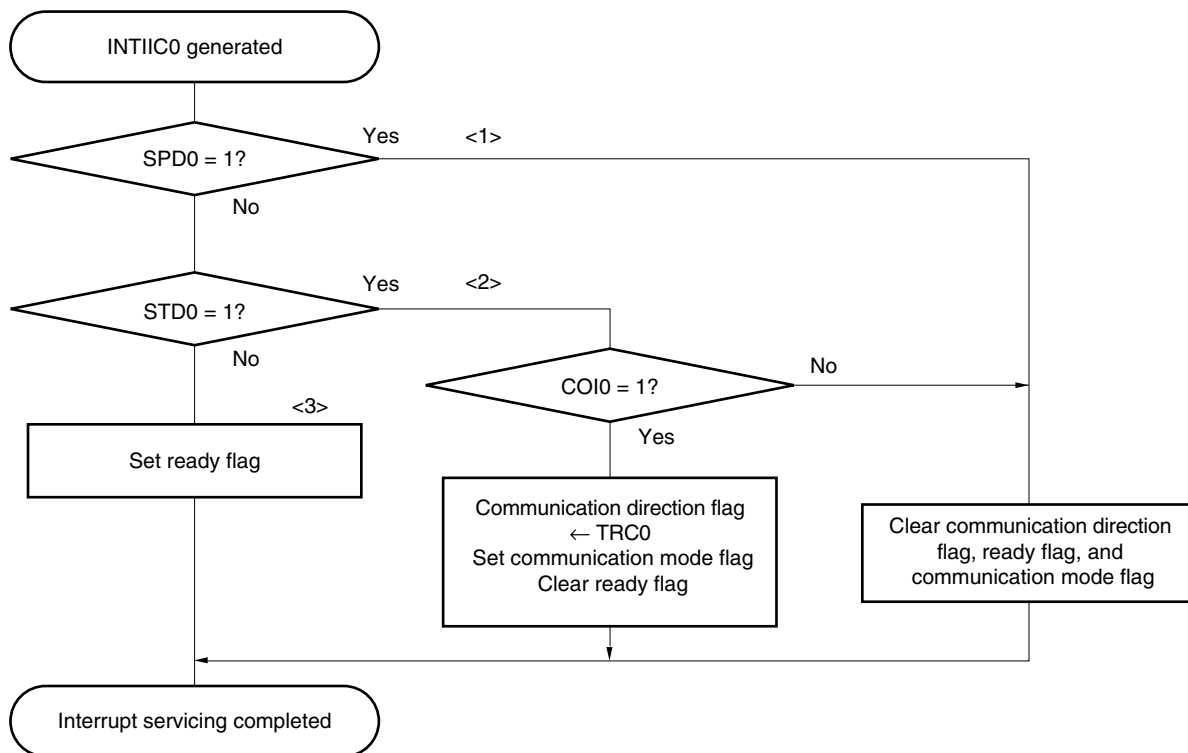 INTIIC0 generated
Yes
<1>
SPD0 = 1?
No
Yes
<2>
STD0 = 1?
No
COI0 = 1?
No
<3>
Yes
Set ready flag
Communication direction flag
← TRC0
Set communication mode flag
Clear ready flag
Clear communication direction
flag, ready flag, and
communication mode flag
Interrupt servicing completed